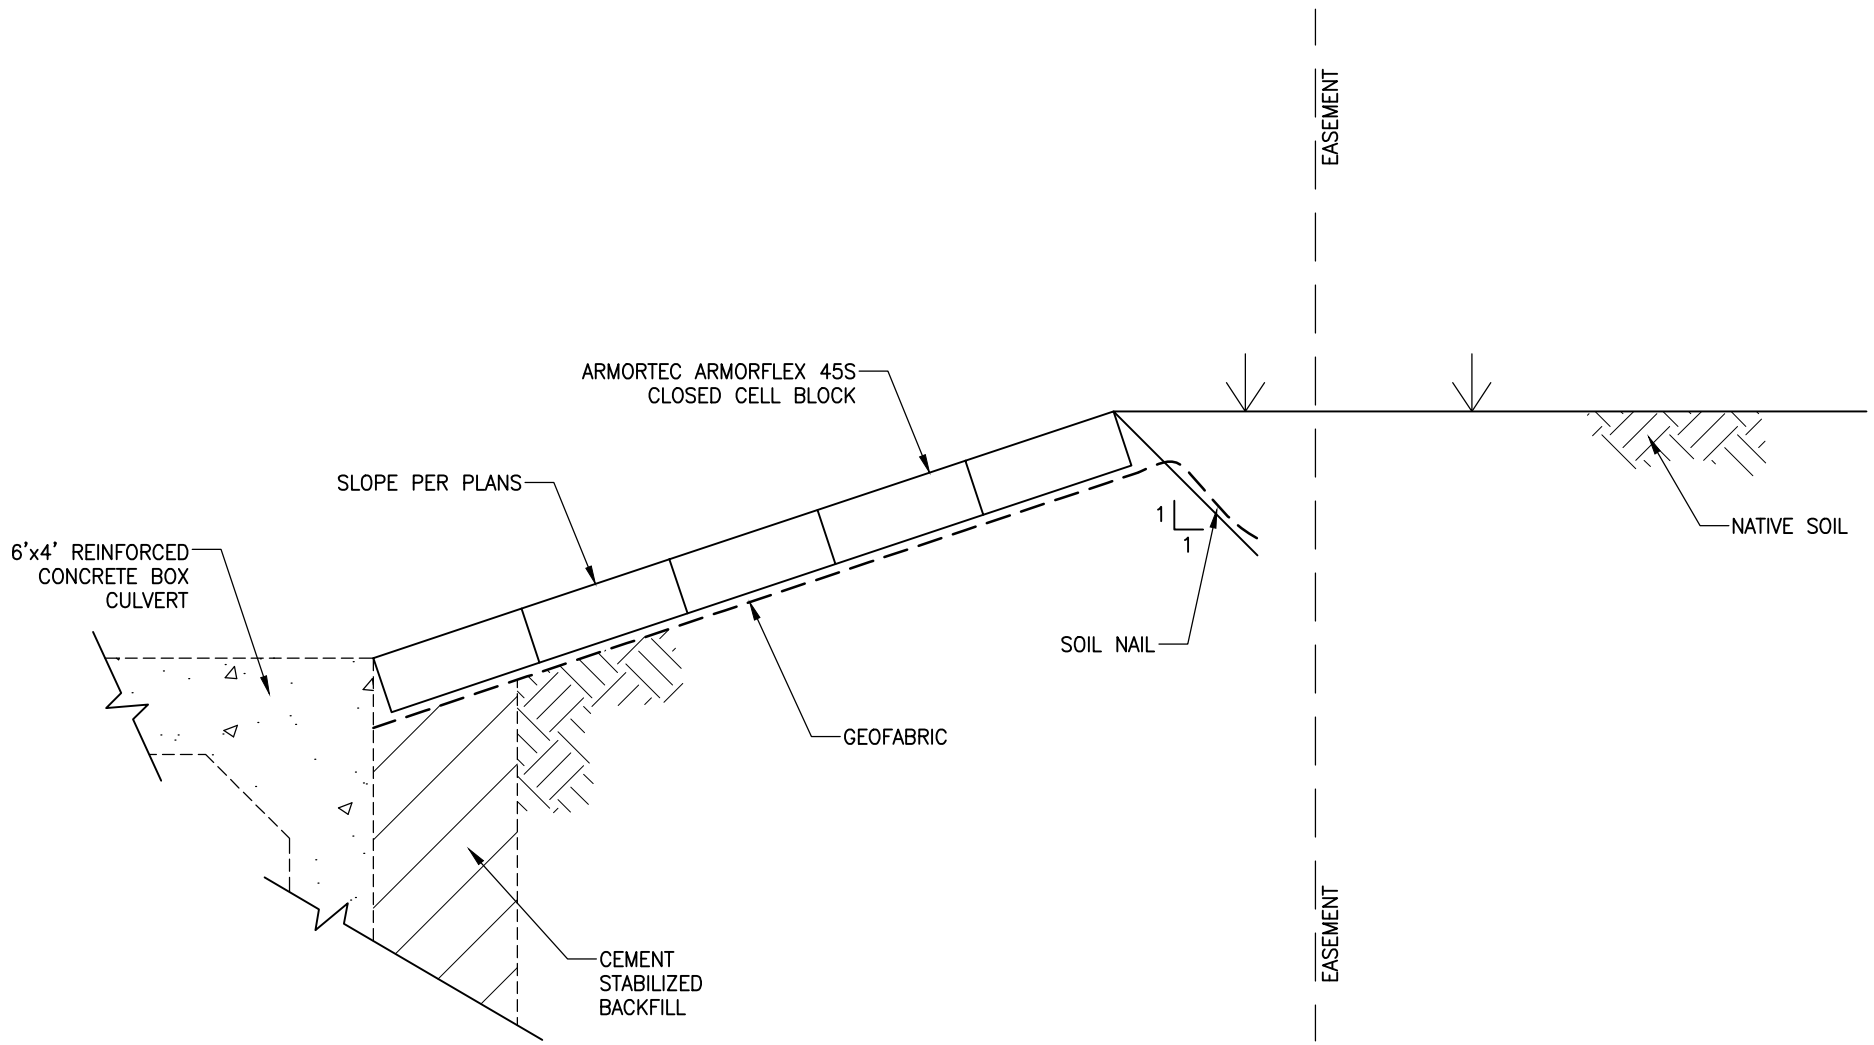 EASEMENT
ARMORTEC ARMORFLEX 45S
CLOSED CELL BLOCK
SLOPE PER PLANS
6'x4' REINFORCED
CONCRETE BOX
CULVERT
1
1
NATIVE SOIL
SOIL NAIL
GEOFABRIC
EASEMENT
CEMENT
STABILIZED
BACKFILL